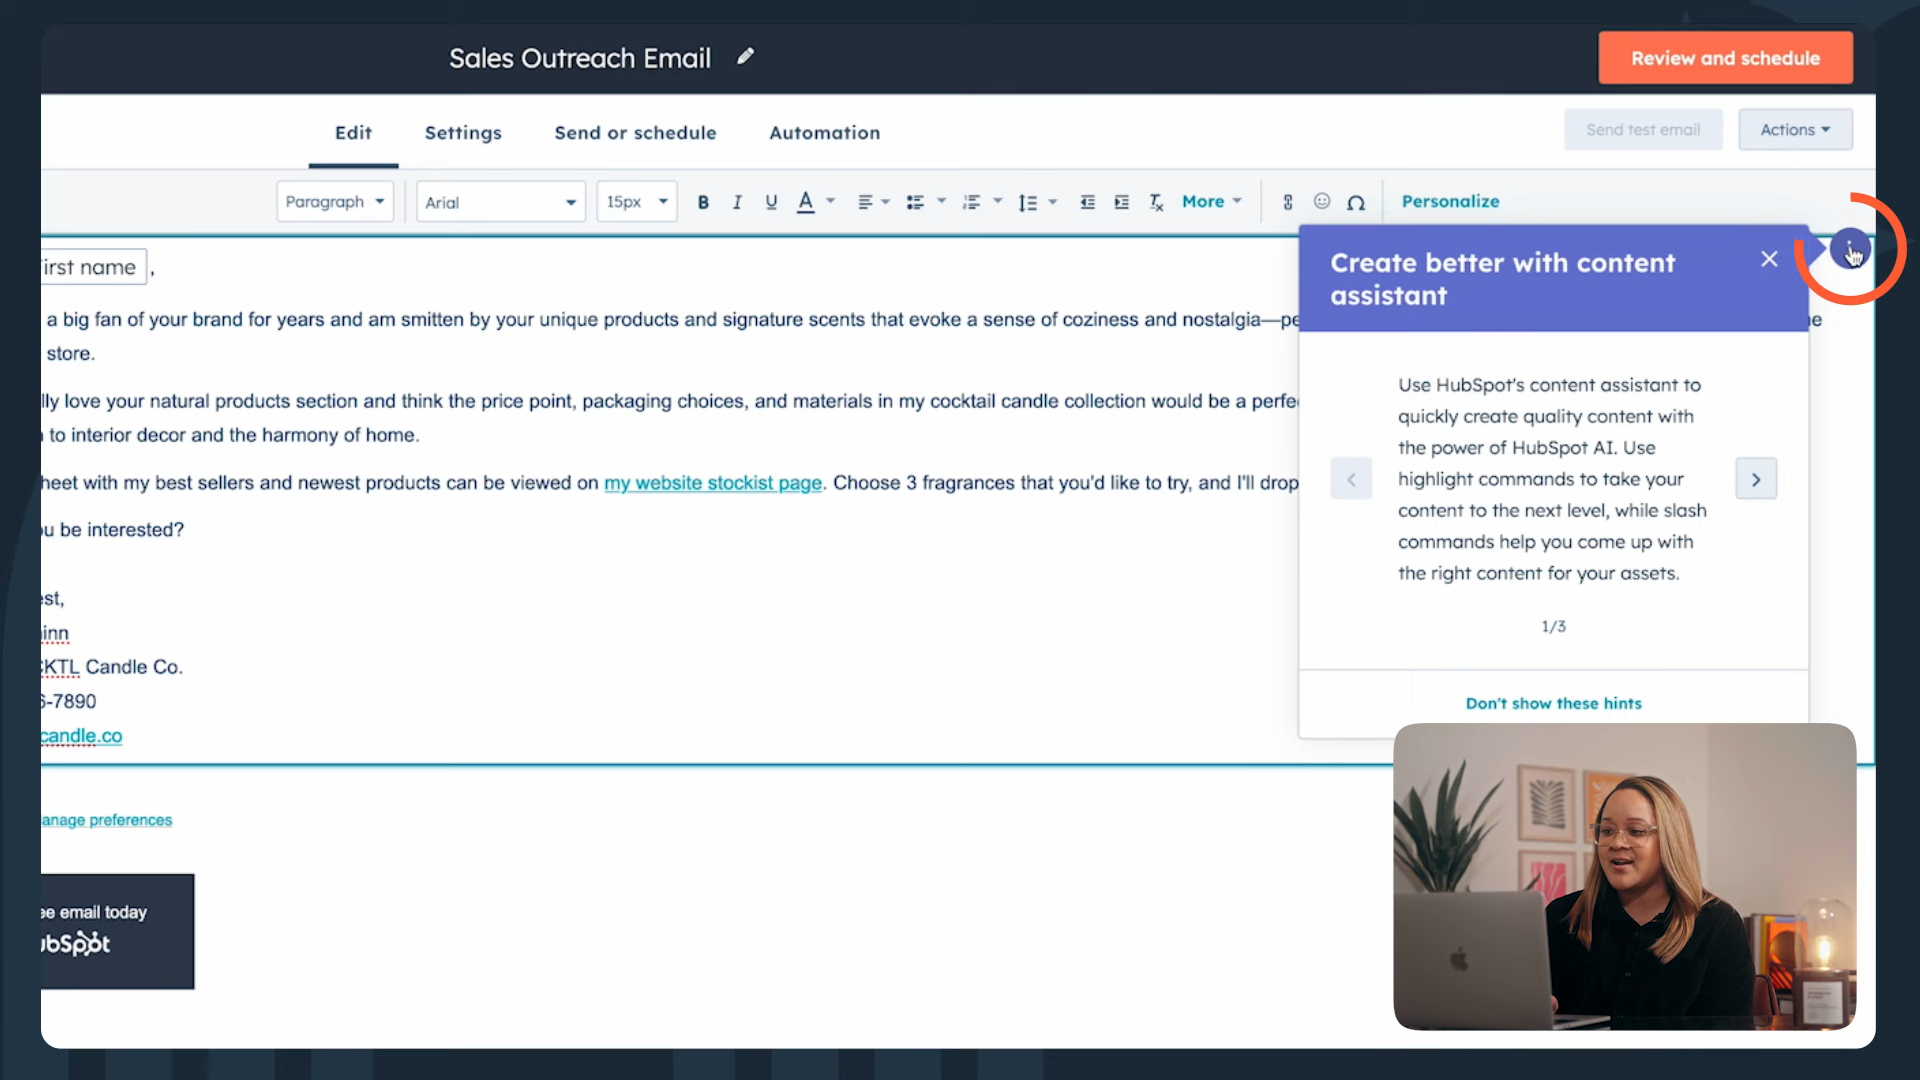 Sales Outreach Email
Review and schedule
Edit
Settings
Send or schedule
Automation
Send test email
Actions
Paragraph
Arial
15px
B
I
U
A
More
Personalize
irst name ,
a big fan of your brand for years and am smitten by your unique products and signature scents that evoke a sense of coziness and nostalgia—pe
store.
lly love your natural products section and think the price point, packaging choices, and materials in my cocktail candle collection would be a perfe
to interior decor and the harmony of home.
heet with my best sellers and newest products can be viewed on my website stockist page. Choose 3 fragrances that you'd like to try, and I'll drop
u be interested?
est,
inn
KTL Candle Co.
6-7890
candle.co
anage preferences
ee email today
ubSpot
Create better with content
assistant
Use HubSpot's content assistant to
quickly create quality content with
the power of HubSpot AI. Use
highlight commands to take your
content to the next level, while slash
commands help you come up with
the right content for your assets.
1/3
Don't show these hints